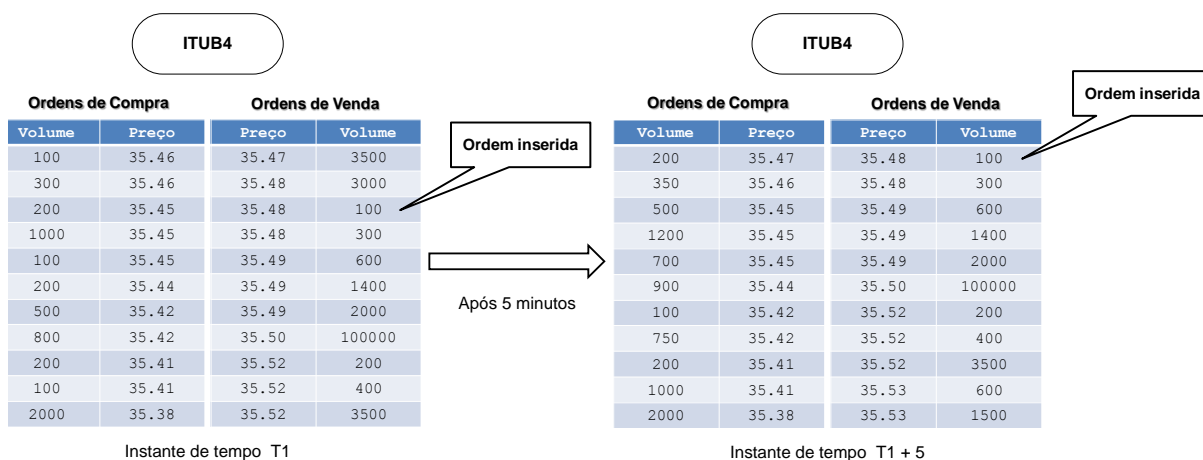 ITUB4
Ordens de Compra Ordens de Venda
Volume Preço Preço Volume
100 35.46 35.47 3500
300 35.46 35.48 3000
200 35.45 35.48 100
1000 35.45 35.48 300
100 35.45 35.49 600
200 35.44 35.49 1400
500 35.42 35.49 2000
800 35.42 35.50 100000
200 35.41 35.52 200
100 35.41 35.52 400
2000 35.38 35.52 3500
Instante de tempo T1
Ordem inserida
Após 5 minutos
ITUB4
Ordens de Compra Ordens de Venda
Volume Preço Preço Volume
200 35.47 35.48 100
350 35.46 35.48 300
500 35.45 35.49 600
1200 35.45 35.49 1400
700 35.45 35.49 2000
900 35.44 35.50 100000
100 35.42 35.52 200
750 35.42 35.52 400
200 35.41 35.52 3500
1000 35.41 35.53 600
2000 35.38 35.53 1500
Instante de tempo T1 + 5
Ordem inserida